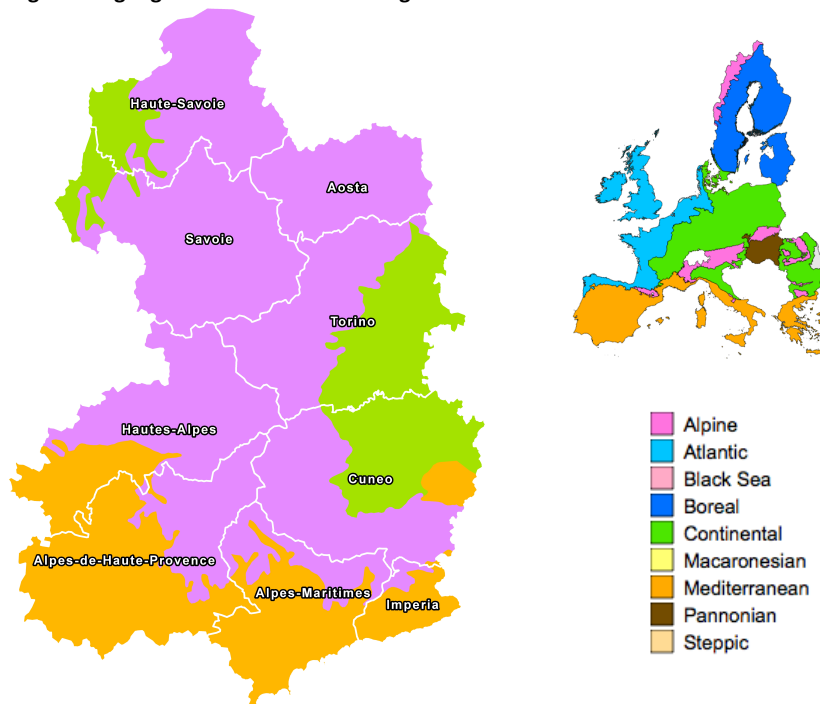 Haute-Savoie
Aosta
Savoie
Torino
Hautes-Alpes
Cuneo
Alpes-de-Haute-Provence
Alpes-Maritimes
Imperia
Alpine
Atlantic
Black Sea
Boreal
Continental
Macaronesian
Mediterranean
Pannonian
Steppic